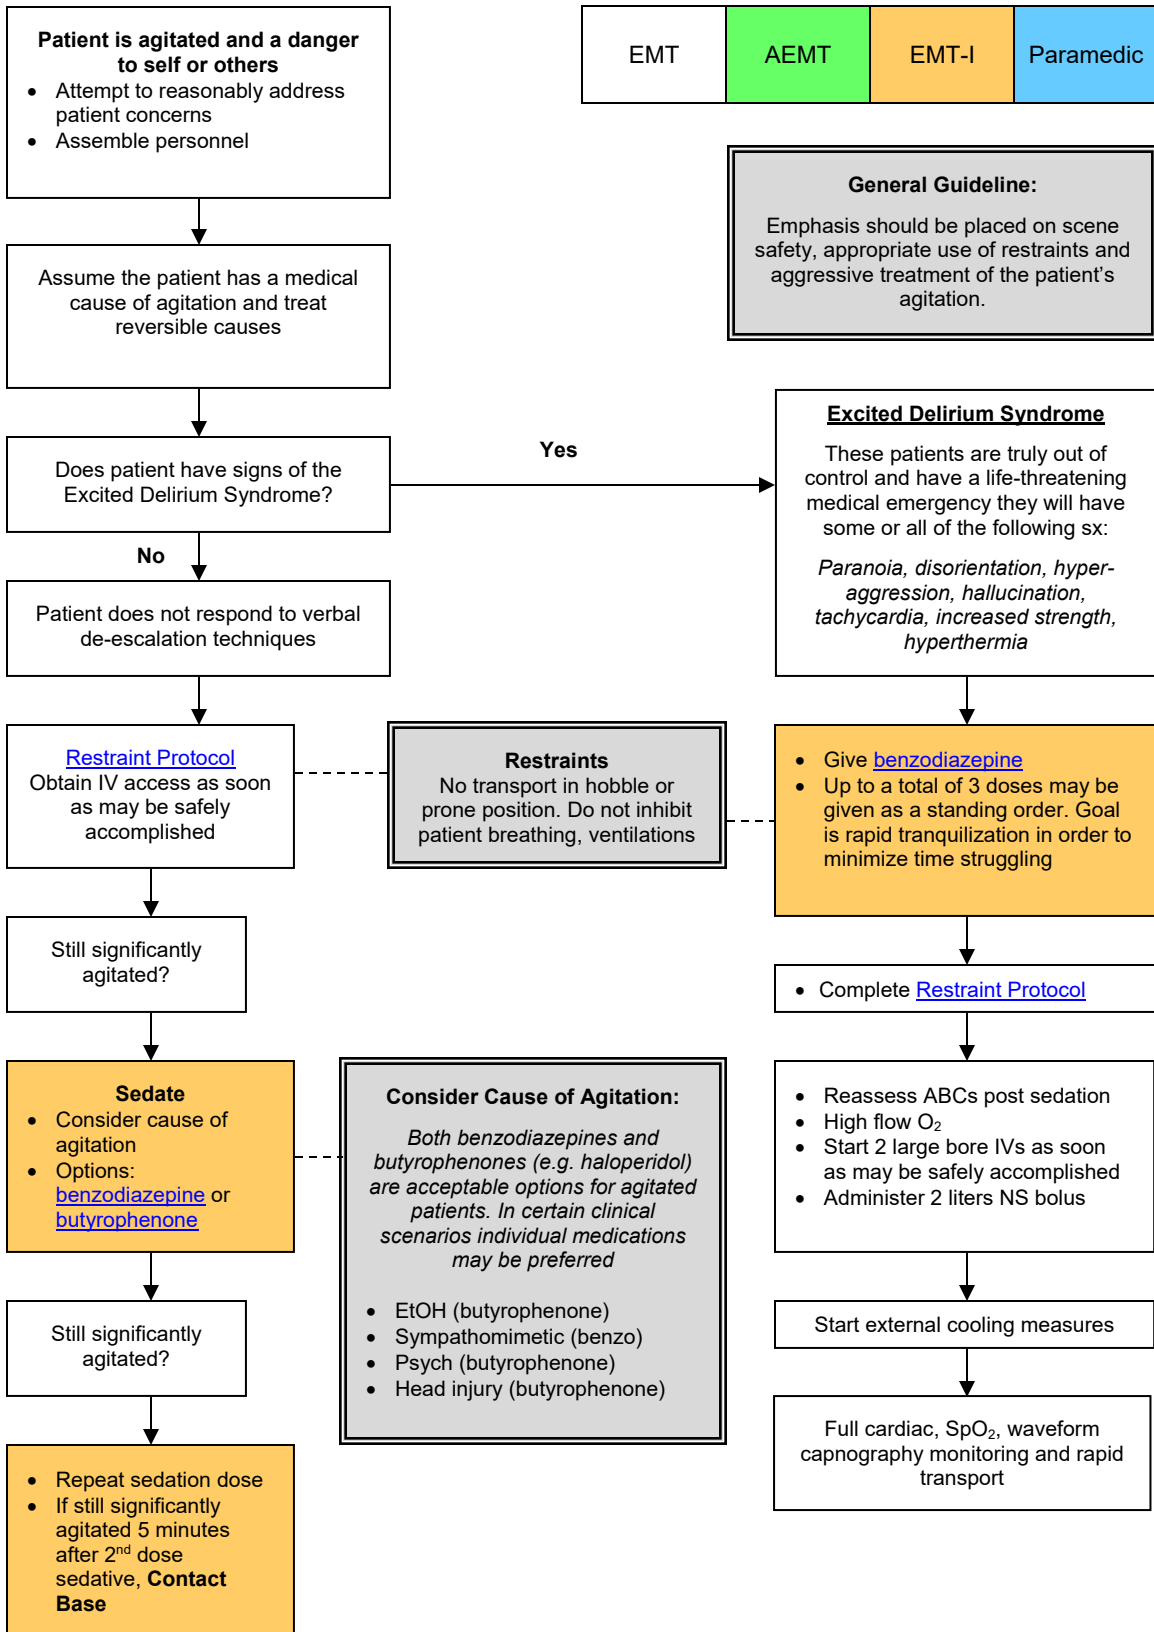 Patient is agitated and a danger
to self or others
• Attempt to reasonably address
patient concerns
• Assemble personnel
EMT
AEMT
EMT-I
Paramedic
General Guideline:
Emphasis should be placed on scene
safety, appropriate use of restraints and
aggressive treatment of the patient’s
agitation.
Assume the patient has a medical
cause of agitation and treat
reversible causes
Does patient have signs of the
Excited Delirium Syndrome?
Yes
No
Excited Delirium Syndrome
These patients are truly out of
control and have a life-threatening
medical emergency they will have
some or all of the following sx:
Paranoia, disorientation, hyper-
aggression, hallucination,
tachycardia, increased strength,
hyperthermia
Patient does not respond to verbal
de-escalation techniques
Restraint Protocol
Obtain IV access as soon
as may be safely
accomplished
Restraints
No transport in hobble or
prone position. Do not inhibit
patient breathing, ventilations
• Give benzodiazepine
• Up to a total of 3 doses may be
given as a standing order. Goal
is rapid tranquilization in order to
minimize time struggling
Still significantly
agitated?
• Complete Restraint Protocol
Sedate
• Consider cause of
agitation
• Options:
benzodiazepine or
butyrophenone
Consider Cause of Agitation:
Both benzodiazepines and
butyrophenones (e.g. haloperidol)
are acceptable options for agitated
patients. In certain clinical
scenarios individual medications
may be preferred
• EtOH (butyrophenone)
• Sympathomimetic (benzo)
• Psych (butyrophenone)
• Head injury (butyrophenone)
• Reassess ABCs post sedation
• High flow O₂
• Start 2 large bore IVs as soon
as may be safely accomplished
• Administer 2 liters NS bolus
Still significantly
agitated?
Start external cooling measures
Full cardiac, SpO₂, waveform
capnography monitoring and rapid
transport
• Repeat sedation dose
• If still significantly
agitated 5 minutes
after 2nd dose
sedative, Contact
Base